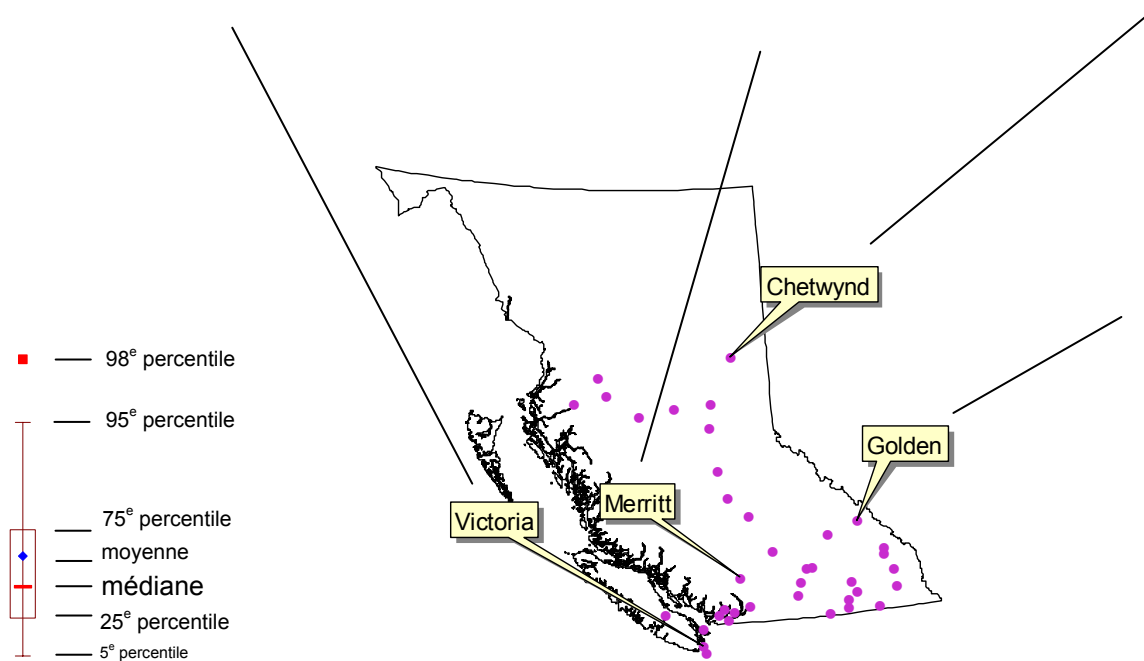 Chetwynd
98e percentile
95e percentile
Golden
Merritt
Victoria
75e percentile
moyenne
médiane
25e percentile
5e percentile